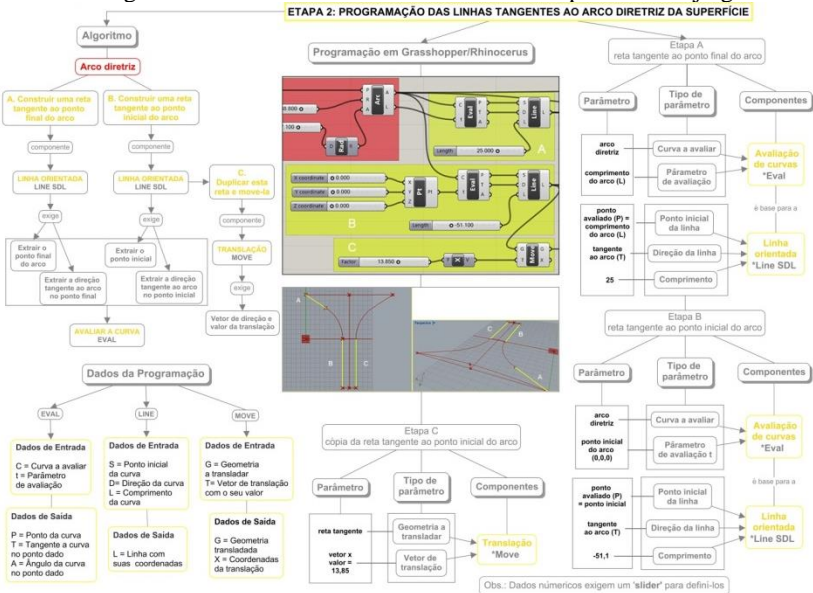 ETAPA 2: PROGRAMAÇÃO DAS LINHAS TANGENTES AO ARCO DIRETRIZ DA SUPERFÍCIE
Algoritmo
Arco diretriz
A. Construir uma reta
tangente ao ponto
final do arco
B. Construir uma reta
tangente ao ponto
inicial do arco
componente
componente
LINHA ORIENTADA
LINE SDL
LINHA ORIENTADA
LINE SDL
C.
Duplicar esta
reta e movê-la
exige
exige
componente
Extrair o
ponto final
do arco
Extrair a direção
tangente ao arco
no ponto final
Extrair o
ponto inicial
Extrair a direção
tangente ao arco
no ponto inicial
TRANSLAÇÃO
MOVE
exige
AVALIAR A CURVA
EVAL
Vetor de direção e
valor da translação
Programação em Grasshopper/Rhinocerus
P
R
A
Arc
A
L
100
Rad
C
t
Eval
P
T
A
S
D
L
Line
L
Length
25.000
A
X coordinate
0.000
Y coordinate
0.000
Z coordinate
0.000
X
Y
Z
Pt
Eval
Line
Length
-51.100
B
C
Factor
13.850
X
Move
A
B
C
C
B
A
Dados da Programação
EVAL
LINE
MOVE
Dados de Entrada
C = Curva a avaliar
t = Parâmetro
de avaliação
Dados de Saída
P = Ponto da curva
T = Tangente a curva
no ponto dado
A = Ângulo da curva
no ponto dado
Dados de Entrada
S = Ponto inicial
da curva
D= Direção da curva
L = Comprimento
da curva
Dados de Saída
L = Linha com
suas coordenadas
Dados de Entrada
G = Geometria
a transladar
T= Vetor de translação
com o seu valor
Dados de Saída
G = Geometria
transladada
X = Coordenadas
da translação
Etapa C
cópia da reta tangente ao ponto inicial do arco
Parâmetro
Tipo de
parâmetro
Componentes
reta tangente
vetor x
valor =
13,85
Geometria a
transladar
Vetor de
translação
Translação
*Move
Etapa A
reta tangente ao ponto final do arco
Parâmetro
Tipo de
parâmetro
Componentes
arco
diretriz
comprimento
do arco (L)
Curva a avaliar
Párametro
de avaliação
Avaliação
de curvas
*Eval
é base para a
ponto
avaliado (P) =
comprimento
do arco (L)
tangente
ao arco (T)
25
Ponto inicial
da linha
Direção da linha
Comprimento
Linha
orientada
*Line SDL
Etapa B
reta tangente ao ponto inicial do arco
Parâmetro
Tipo de
parâmetro
Componentes
arco
diretriz
ponto inicial
do arco
(0,0,0)
Curva a avaliar
Párametro
de avaliação t
Avaliação
de curvas
*Eval
é base para a
ponto
avaliado (P)
= ponto inicial
tangente
ao arco (T)
-51,1
Ponto inicial
da linha
Direção da linha
Comprimento
Linha
orientada
*Line SDL
Obs.: Dados númericos exigem um 'slider' para definí-los